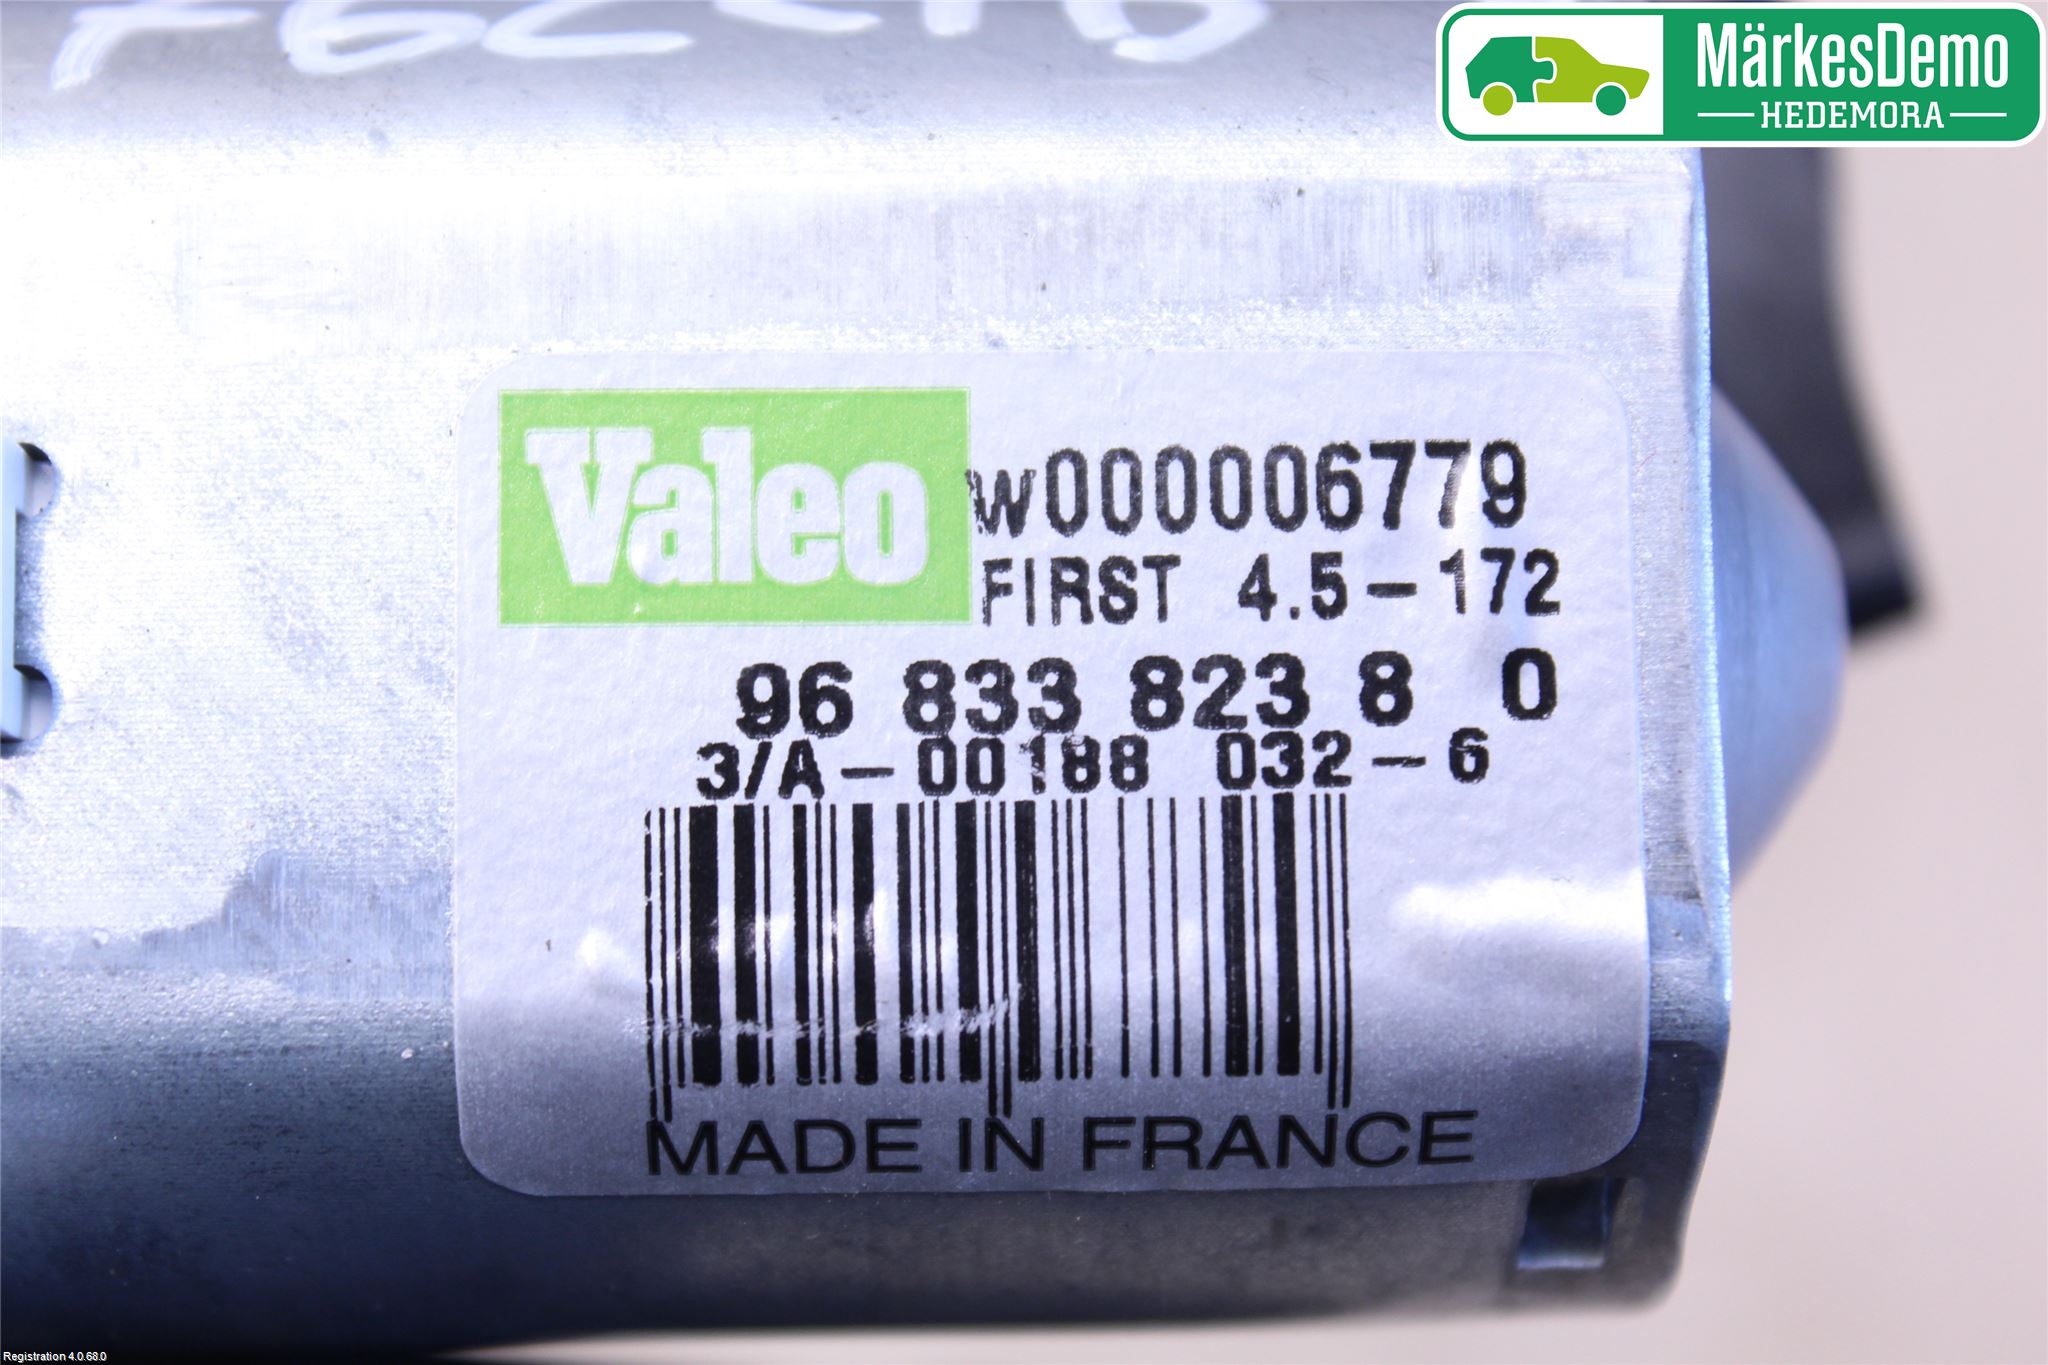 MärkesDemo
HEDEMORA
Valeo
W000006779
FIRST 4.5-172
96 833 823 8 0
3/A-00188 032-6
MADE IN FRANCE
Registration 4.0.68.0